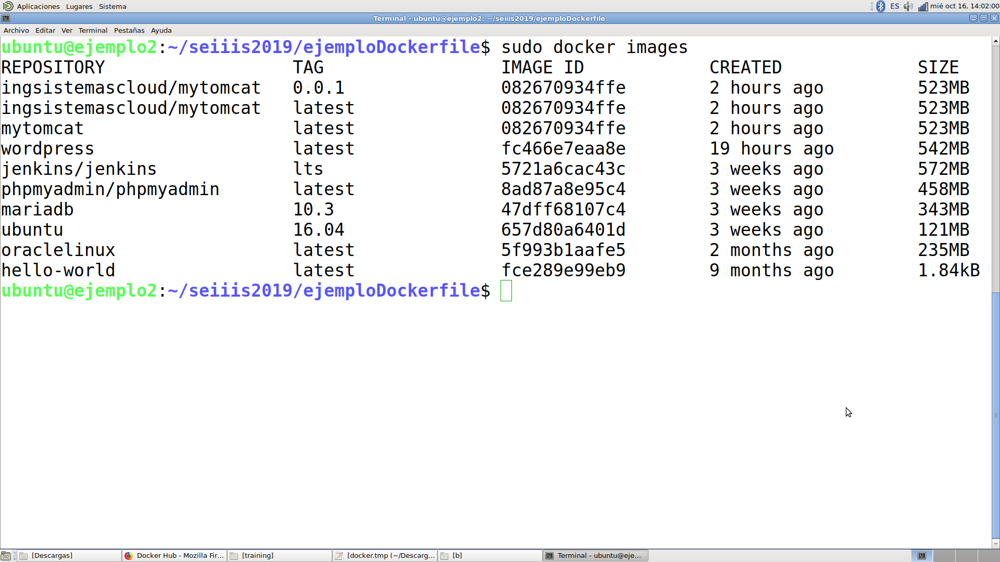 Aplicaciones Lugares Sistema ES mié oct 16, 14:02:00
Terminal - ubuntu@ejemplo2: ~/seiiis2019/ejemploDockerfile
Archivo Editar Ver Terminal Pestañas Ayuda
ubuntu@ejemplo2:~/seiiis2019/ejemploDockerfile$ sudo docker images
REPOSITORY TAG IMAGE ID CREATED SIZE
ingsistemascloud/mytomcat 0.0.1 082670934ffe 2 hours ago 523MB
ingsistemascloud/mytomcat latest 082670934ffe 2 hours ago 523MB
mytomcat latest 082670934ffe 2 hours ago 523MB
wordpress latest fc466e7eaa8e 19 hours ago 542MB
jenkins/jenkins lts 5721a6cac43c 3 weeks ago 572MB
phpmyadmin/phpmyadmin latest 8ad87a8e95c4 3 weeks ago 458MB
mariadb 10.3 47dff68107c4 3 weeks ago 343MB
ubuntu 16.04 657d80a6401d 3 weeks ago 121MB
oraclelinux latest 5f993b1aafe5 2 months ago 235MB
hello-world latest fce289e99eb9 9 months ago 1.84kB
ubuntu@ejemplo2:~/seiiis2019/ejemploDockerfile$
[Descargas] Docker Hub - Mozilla Fir... [training] [docker.tmp (~/Descarg... [b] Terminal - ubuntu@eje...